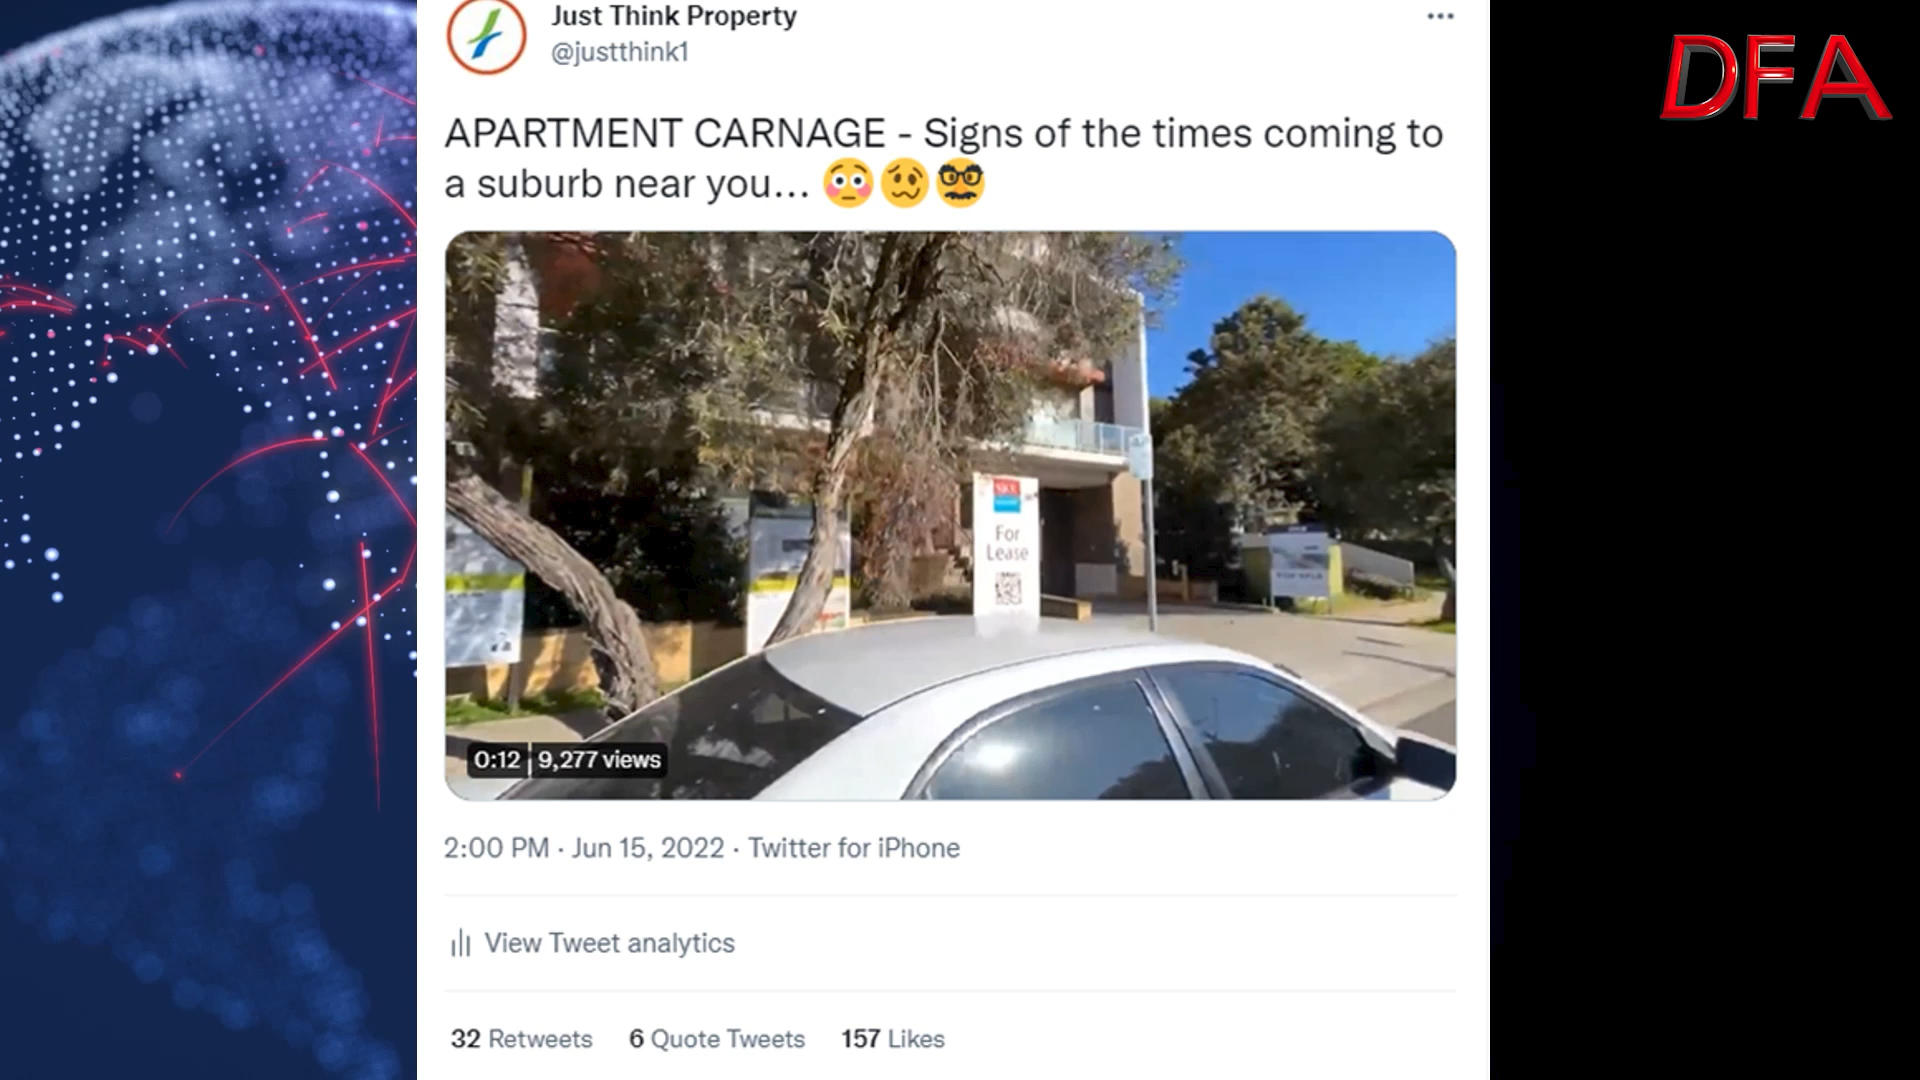 Just Think Property
@justthink1
DFA
APARTMENT CARNAGE - Signs of the times coming to
a suburb near you... 😳🥴🥸
For
Lease
0:12 | 9,277 views
2:00 PM · Jun 15, 2022 · Twitter for iPhone
View Tweet analytics
32 Retweets 6 Quote Tweets 157 Likes